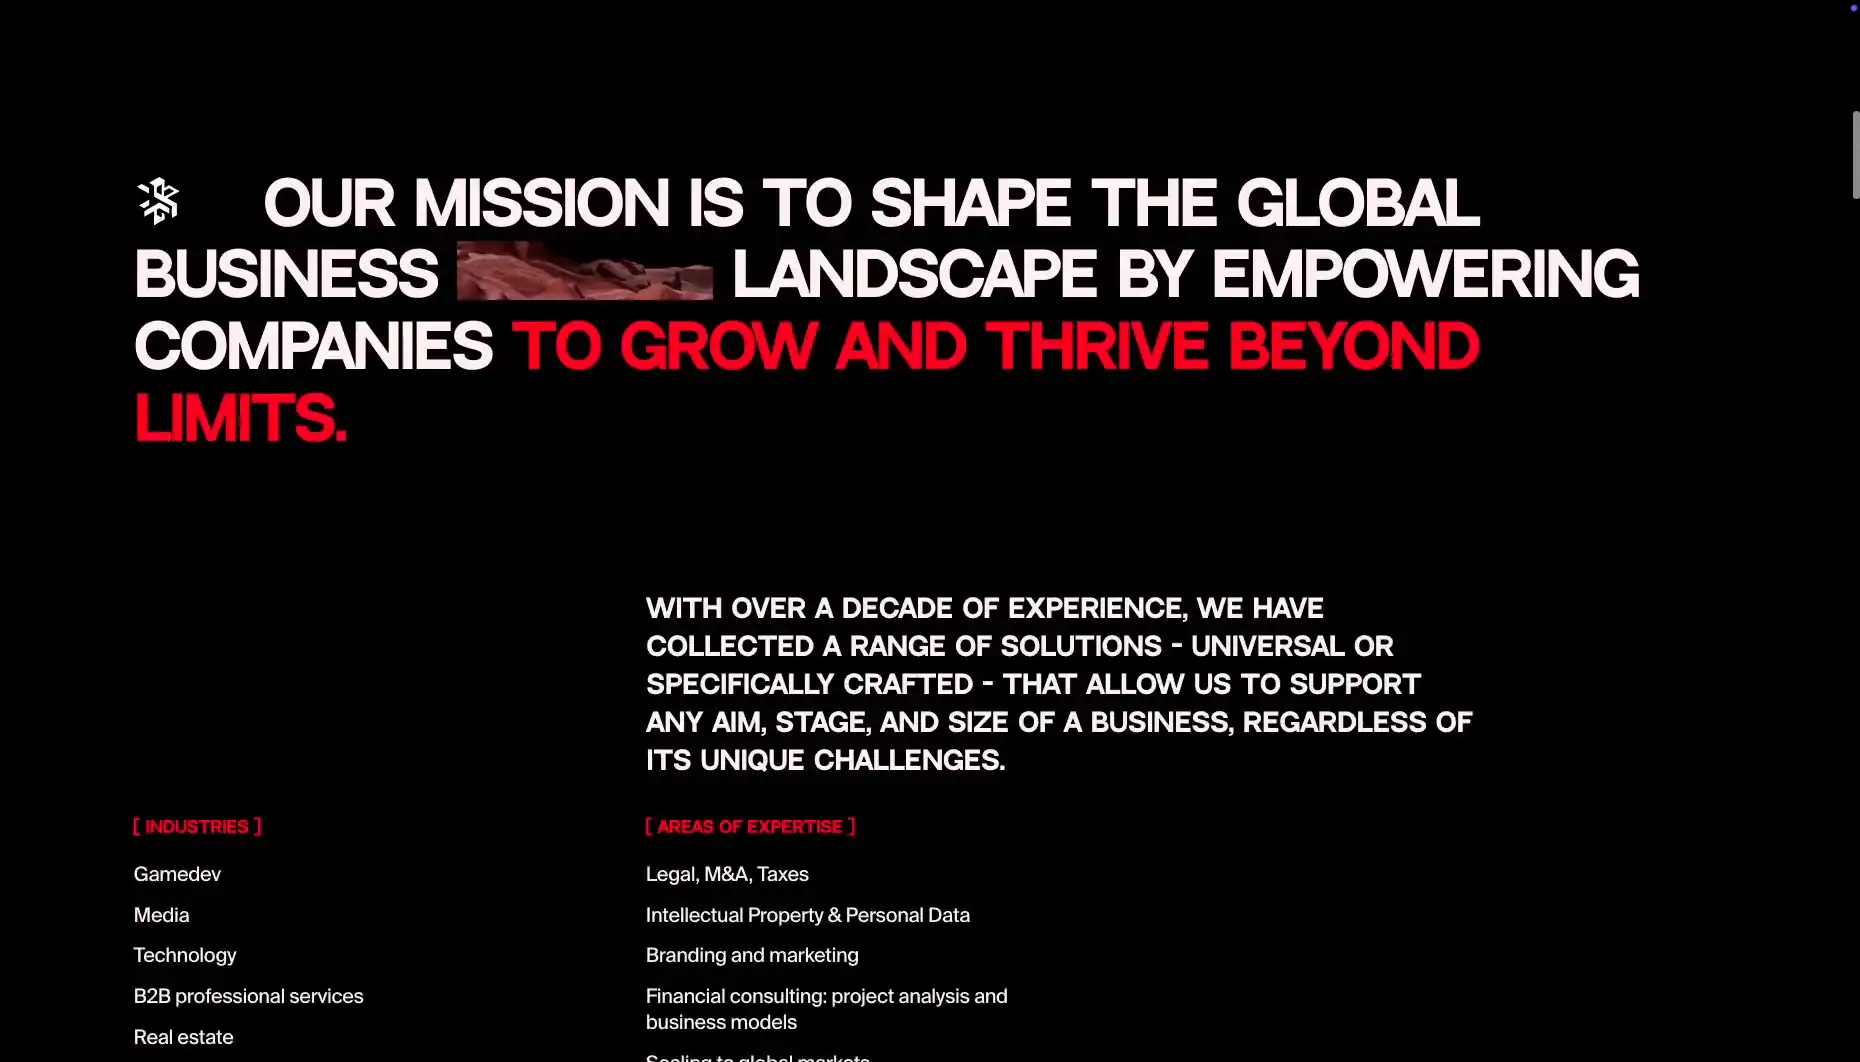 OUR MISSION IS TO SHAPE THE GLOBAL
BUSINESS LANDSCAPE BY EMPOWERING
COMPANIES TO GROW AND THRIVE BEYOND
LIMITS.
WITH OVER A DECADE OF EXPERIENCE, WE HAVE
COLLECTED A RANGE OF SOLUTIONS - UNIVERSAL OR
SPECIFICALLY CRAFTED - THAT ALLOW US TO SUPPORT
ANY AIM, STAGE, AND SIZE OF A BUSINESS, REGARDLESS OF
ITS UNIQUE CHALLENGES.
[ INDUSTRIES ]
Gamedev
Media
Technology
B2B professional services
Real estate
[ AREAS OF EXPERTISE ]
Legal, M&A, Taxes
Intellectual Property & Personal Data
Branding and marketing
Financial consulting: project analysis and
business models
Scaling to global markets